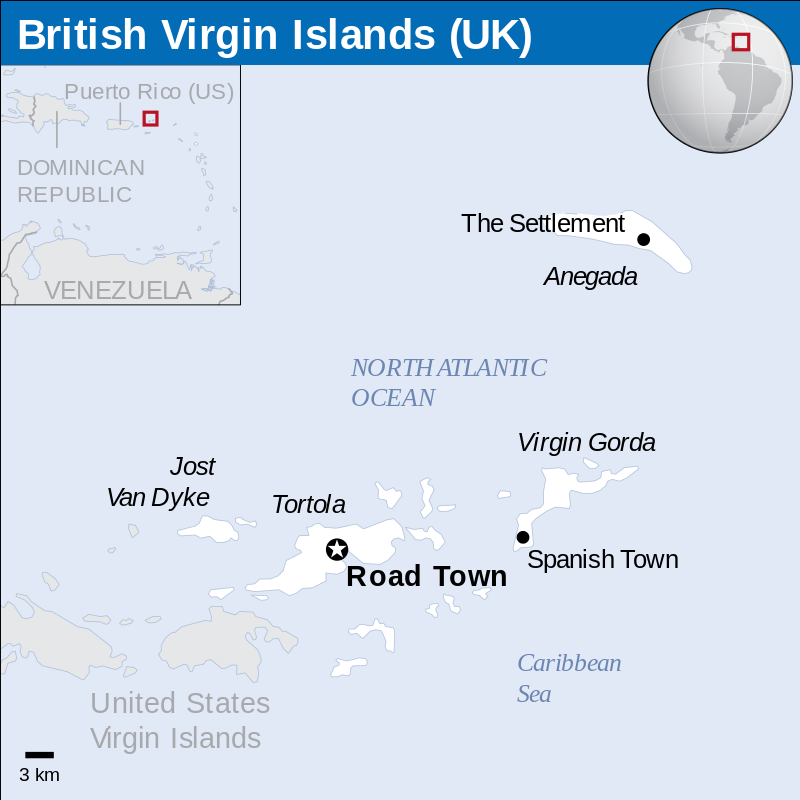 British Virgin Islands (UK)
Puerto Rico (US)
DOMINICAN
REPUBLIC
VENEZUELA
The Settlement
Anegada
NORTH ATLANTIC
OCEAN
Virgin Gorda
Jost
Van Dyke
Tortola
Spanish Town
Road Town
Caribbean
Sea
United States
Virgin Islands
3 km